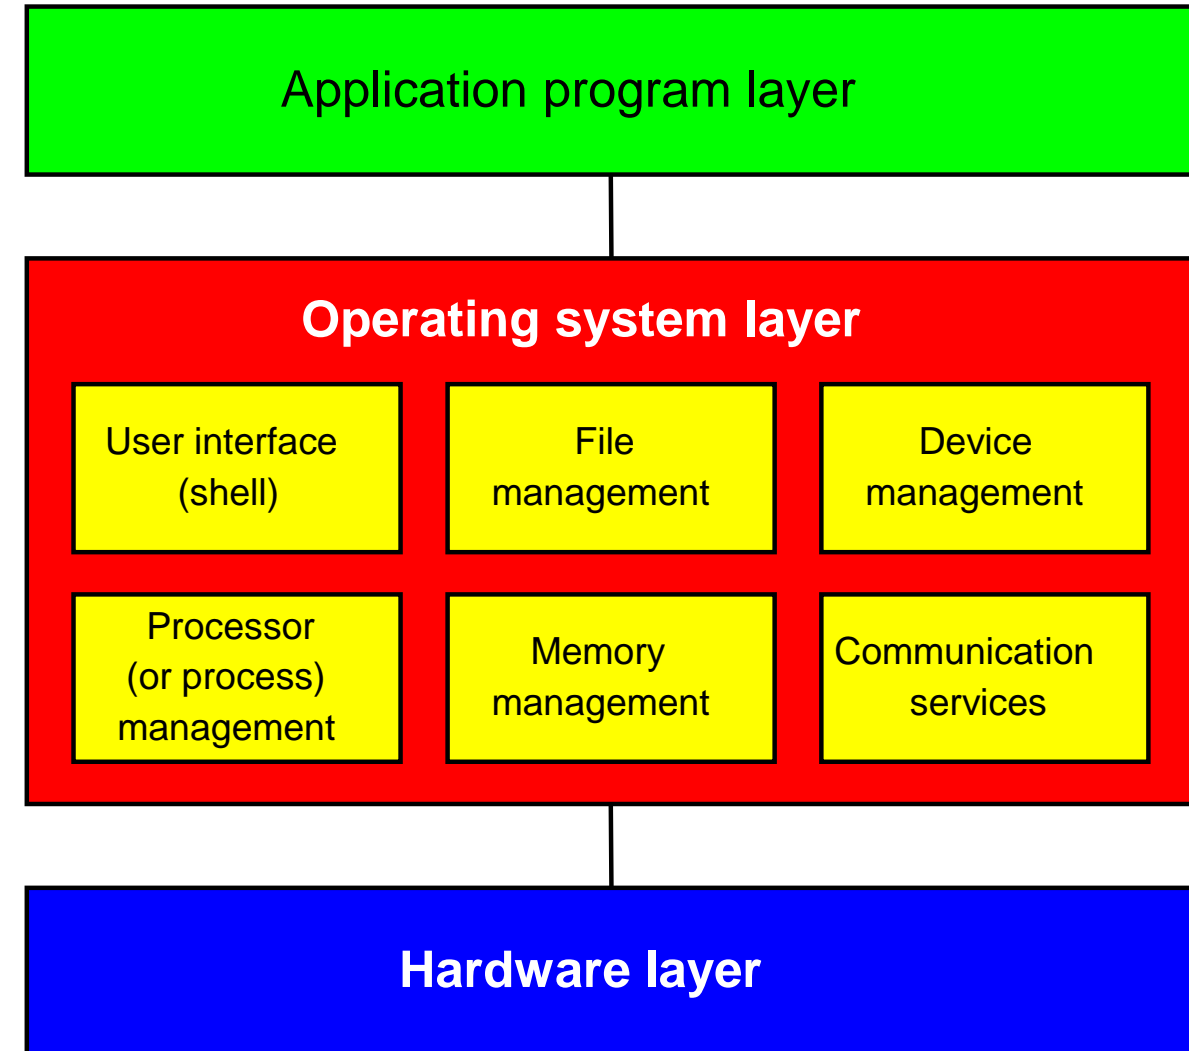 Application program layer
Operating system layer
User interface
(shell)
File
management
Device
management
Processor
(or process)
management
Memory
management
Communication
services
Hardware layer